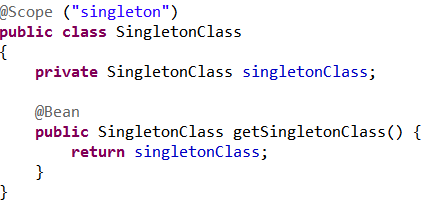 @Scope ("singleton")
public class SingletonClass
{
    private SingletonClass singletonClass;
    @Bean
    public SingletonClass getSingletonClass() {
        return singletonClass;
    }
}